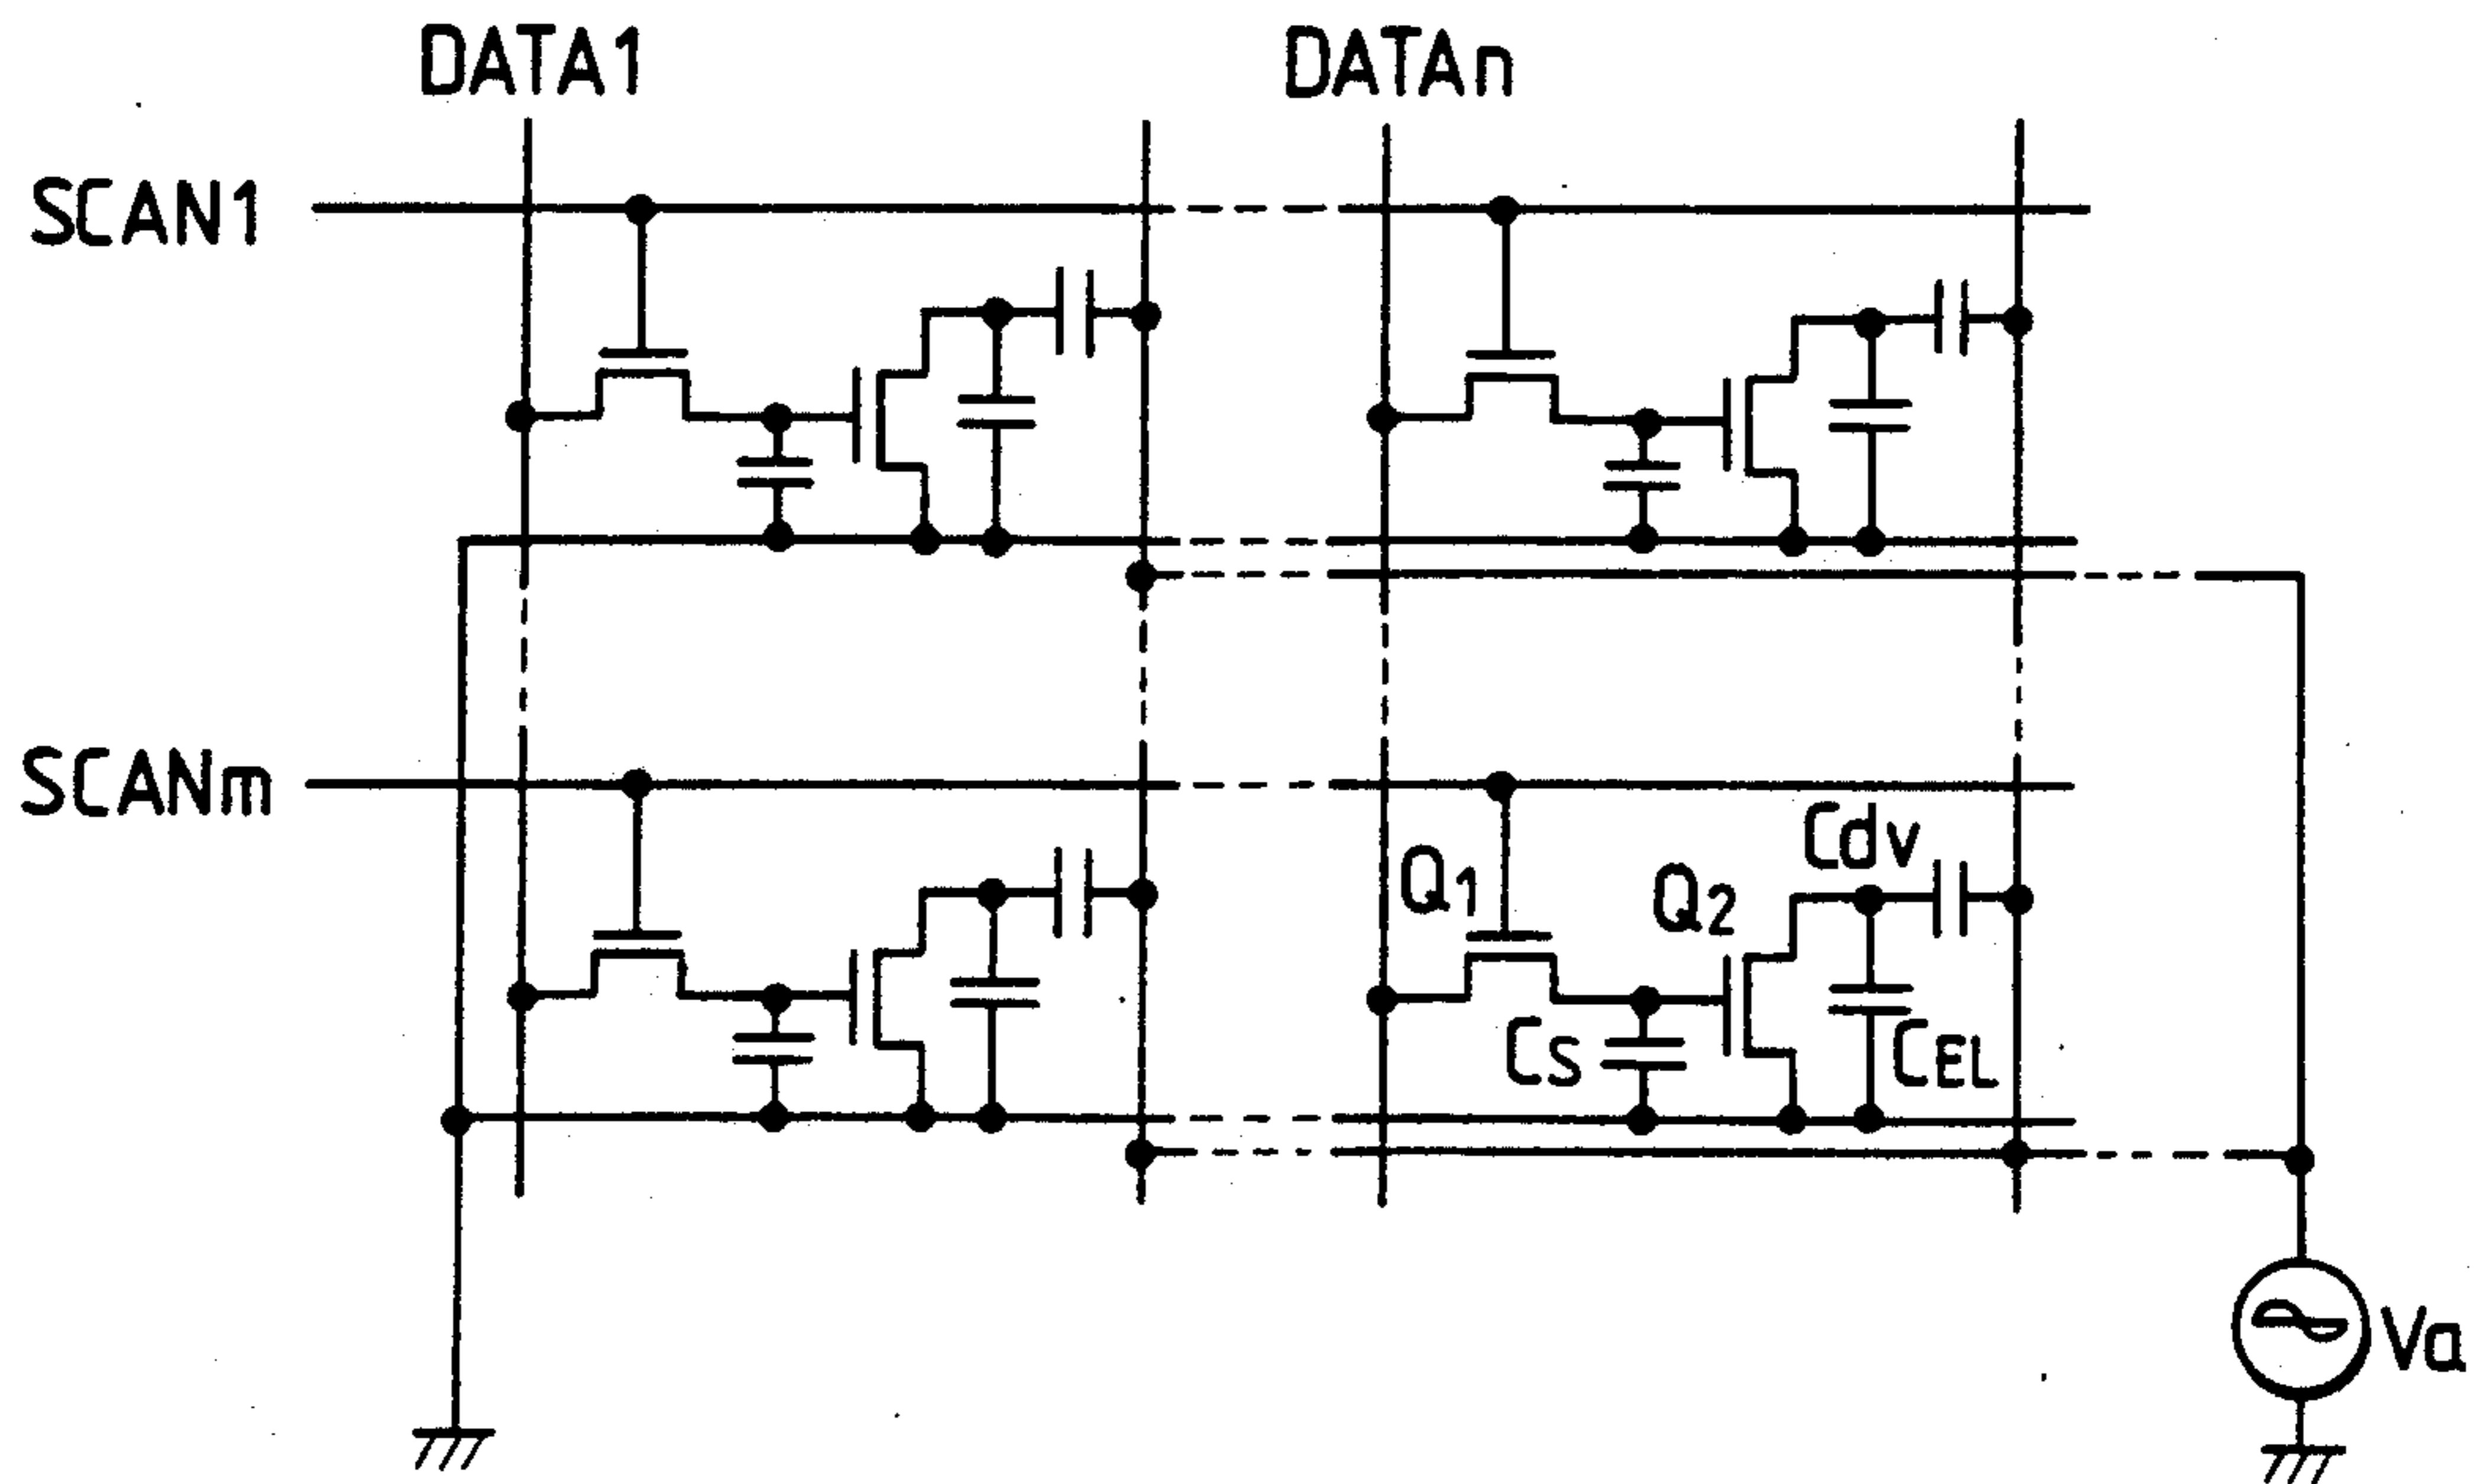 DATA1
DATAn
SCAN1
SCANm
Cdv
Q1
Q2
Cs
CEL
Va